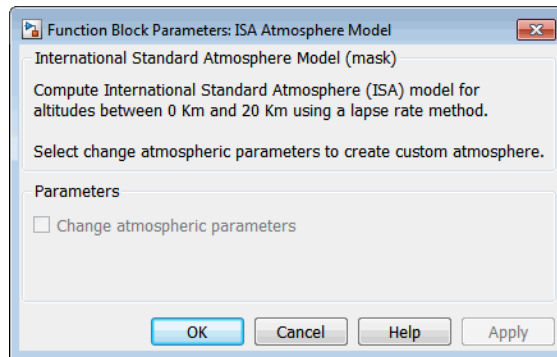 Function Block Parameters: ISA Atmosphere Model
International Standard Atmosphere Model (mask)
Compute International Standard Atmosphere (ISA) model for
altitudes between 0 Km and 20 Km using a lapse rate method.
Select change atmospheric parameters to create custom atmosphere.
Parameters
Change atmospheric parameters
OK Cancel Help Apply